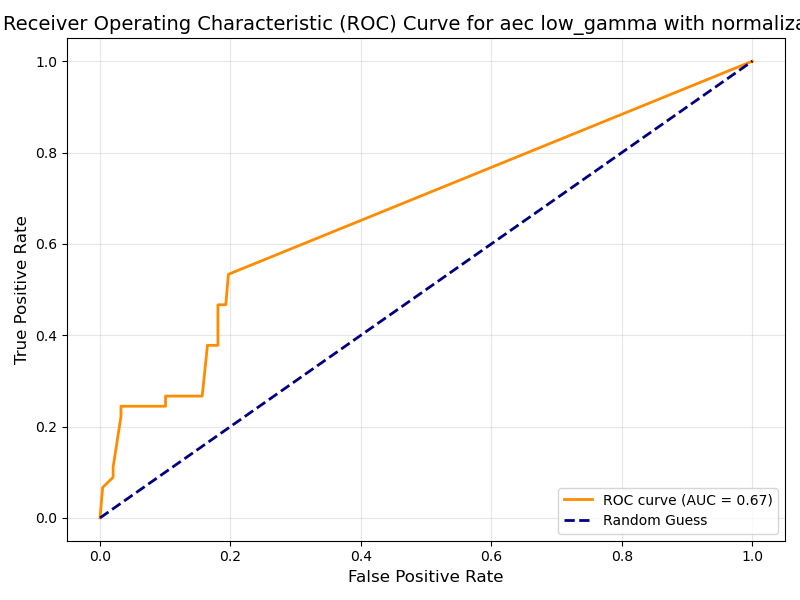 Receiver Operating Characteristic (ROC) Curve for aec low_gamma with normaliza
1.0
0.8
0.6
0.4
0.2
0.0
True Positive Rate
ROC curve (AUC = 0.67)
Random Guess
0.0 0.2 0.4 0.6 0.8 1.0
False Positive Rate